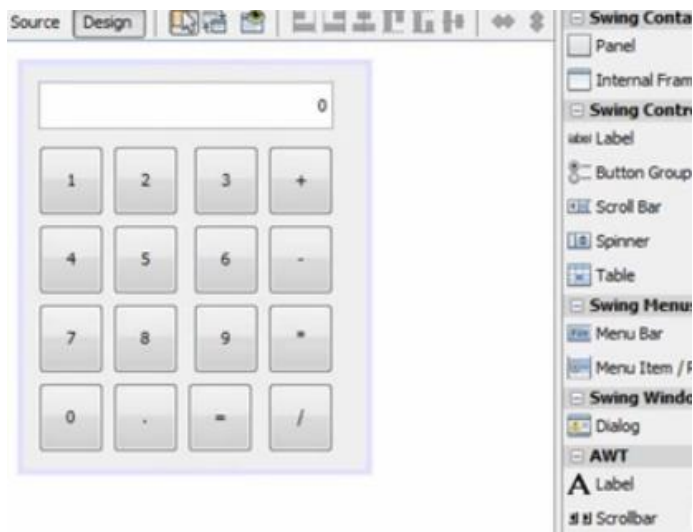 Source Design
0
1 2 3 +
4 5 6 -
7 8 9 *
0 . = /
Swing Conta
Panel
Internal Fram
Swing Contro
label Label
Button Group
Scroll Bar
Spinner
Table
Swing Menus
Menu Bar
Menu Item / R
Swing Windo
Dialog
AWT
A Label
Scrollbar